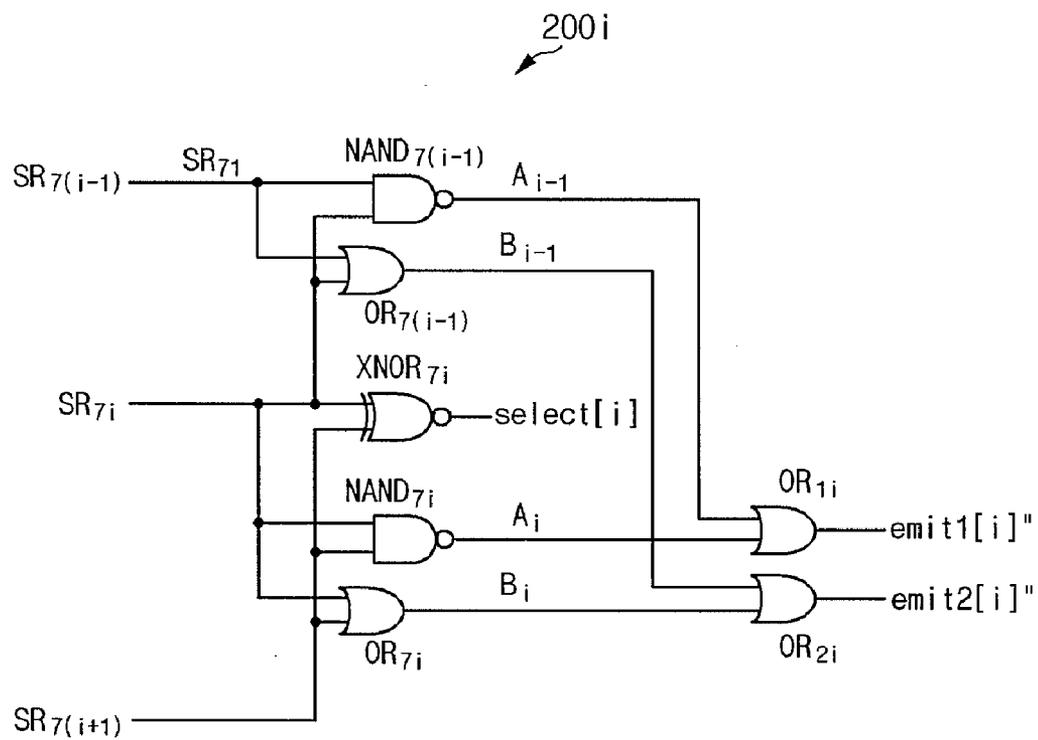 200i
NAND7(i-1)
SR7(i-1)
SR71
Ai-1
Bi-1
OR7(i-1)
XNOR7i
SR7i
select[i]
NAND7i
Ai
OR1i
emit1[i]"
Bi
emit2[i]"
OR7i
OR2i
SR7(i+1)